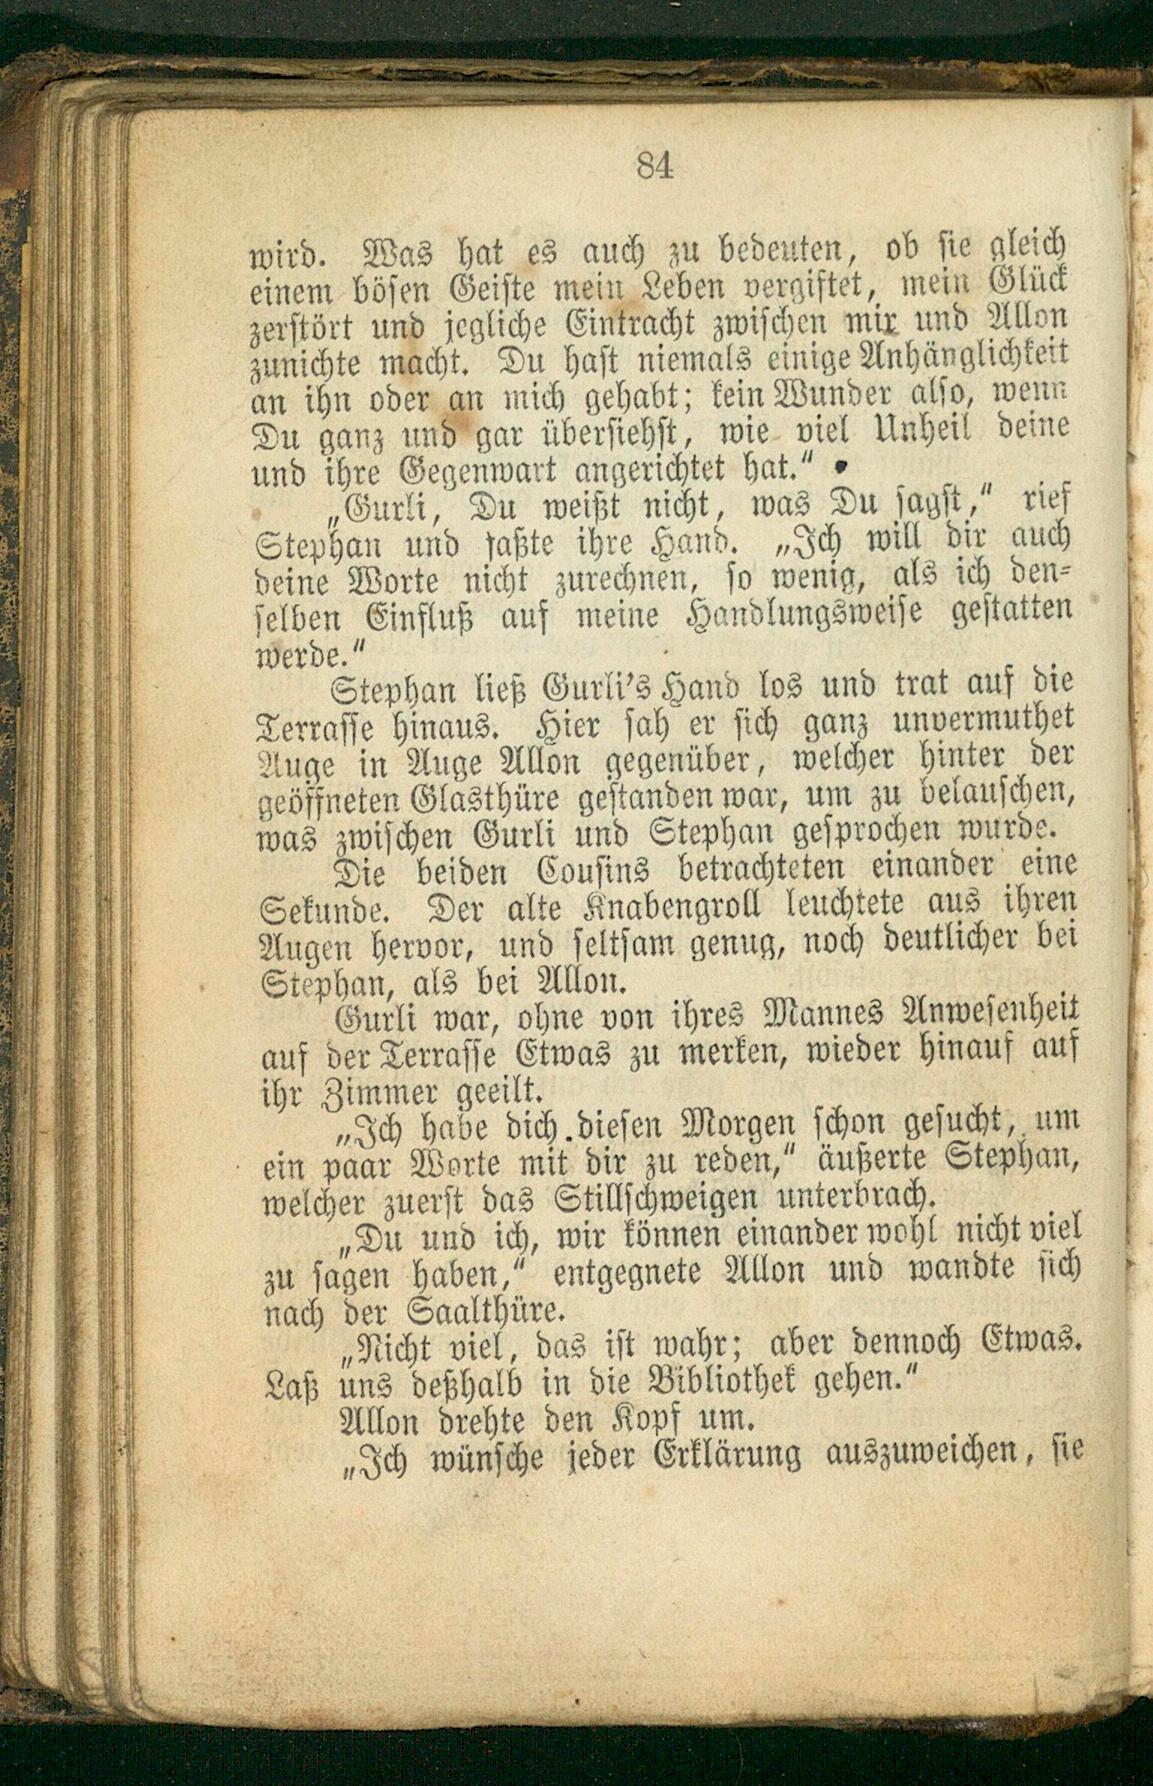 84
wird. Was hat es auch zu bedeuten, ob sie gleich
einem bösen Geiste mein Leben vergiftet, mein Glück
zerstört und jegliche Eintracht zwischen mir und Allon
zunichte macht. Du hast niemals einige Anhänglichkeit
an ihn oder an mich gehabt; kein Wunder also, wenn
Du ganz und gar übersiehst, wie viel Unheil deine
und ihre Gegenwart angerichtet hat.“
„Gurli, Du weißt nicht, was Du sagst,“ rief
Stephan und faßte ihre Hand. „Ich will dir auch
deine Worte nicht zurechnen, so wenig, als ich den-
selben Einfluß auf meine Handlungsweise gestatten
werde.“
Stephan ließ Gurli's Hand los und trat auf die
Terrasse hinaus. Hier sah er sich ganz unvermuthet
Auge in Auge Allon gegenüber, welcher hinter der
geöffneten Glasthüre gestanden war, um zu belauschen,
was zwischen Gurli und Stephan gesprochen wurde.
Die beiden Cousins betrachteten einander eine
Sekunde. Der alte Knabengroll leuchtete aus ihren
Augen hervor, und seltsam genug, noch deutlicher bei
Stephan, als bei Allon.
Gurli war, ohne von ihres Mannes Anwesenheit
auf der Terrasse Etwas zu merken, wieder hinauf auf
ihr Zimmer geeilt.
„Ich habe dich diesen Morgen schon gesucht, um
ein paar Worte mit dir zu reden,“ äußerte Stephan,
welcher zuerst das Stillschweigen unterbrach.
„Du und ich, wir können einander wohl nicht viel
zu sagen haben,“ entgegnete Allon und wandte sich
nach der Saalthüre.
„Nicht viel, das ist wahr; aber dennoch Etwas.
Laß uns deßhalb in die Bibliothek gehen.“
Allon drehte den Kopf um.
„Ich wünsche jeder Erklärung auszuweichen, sie